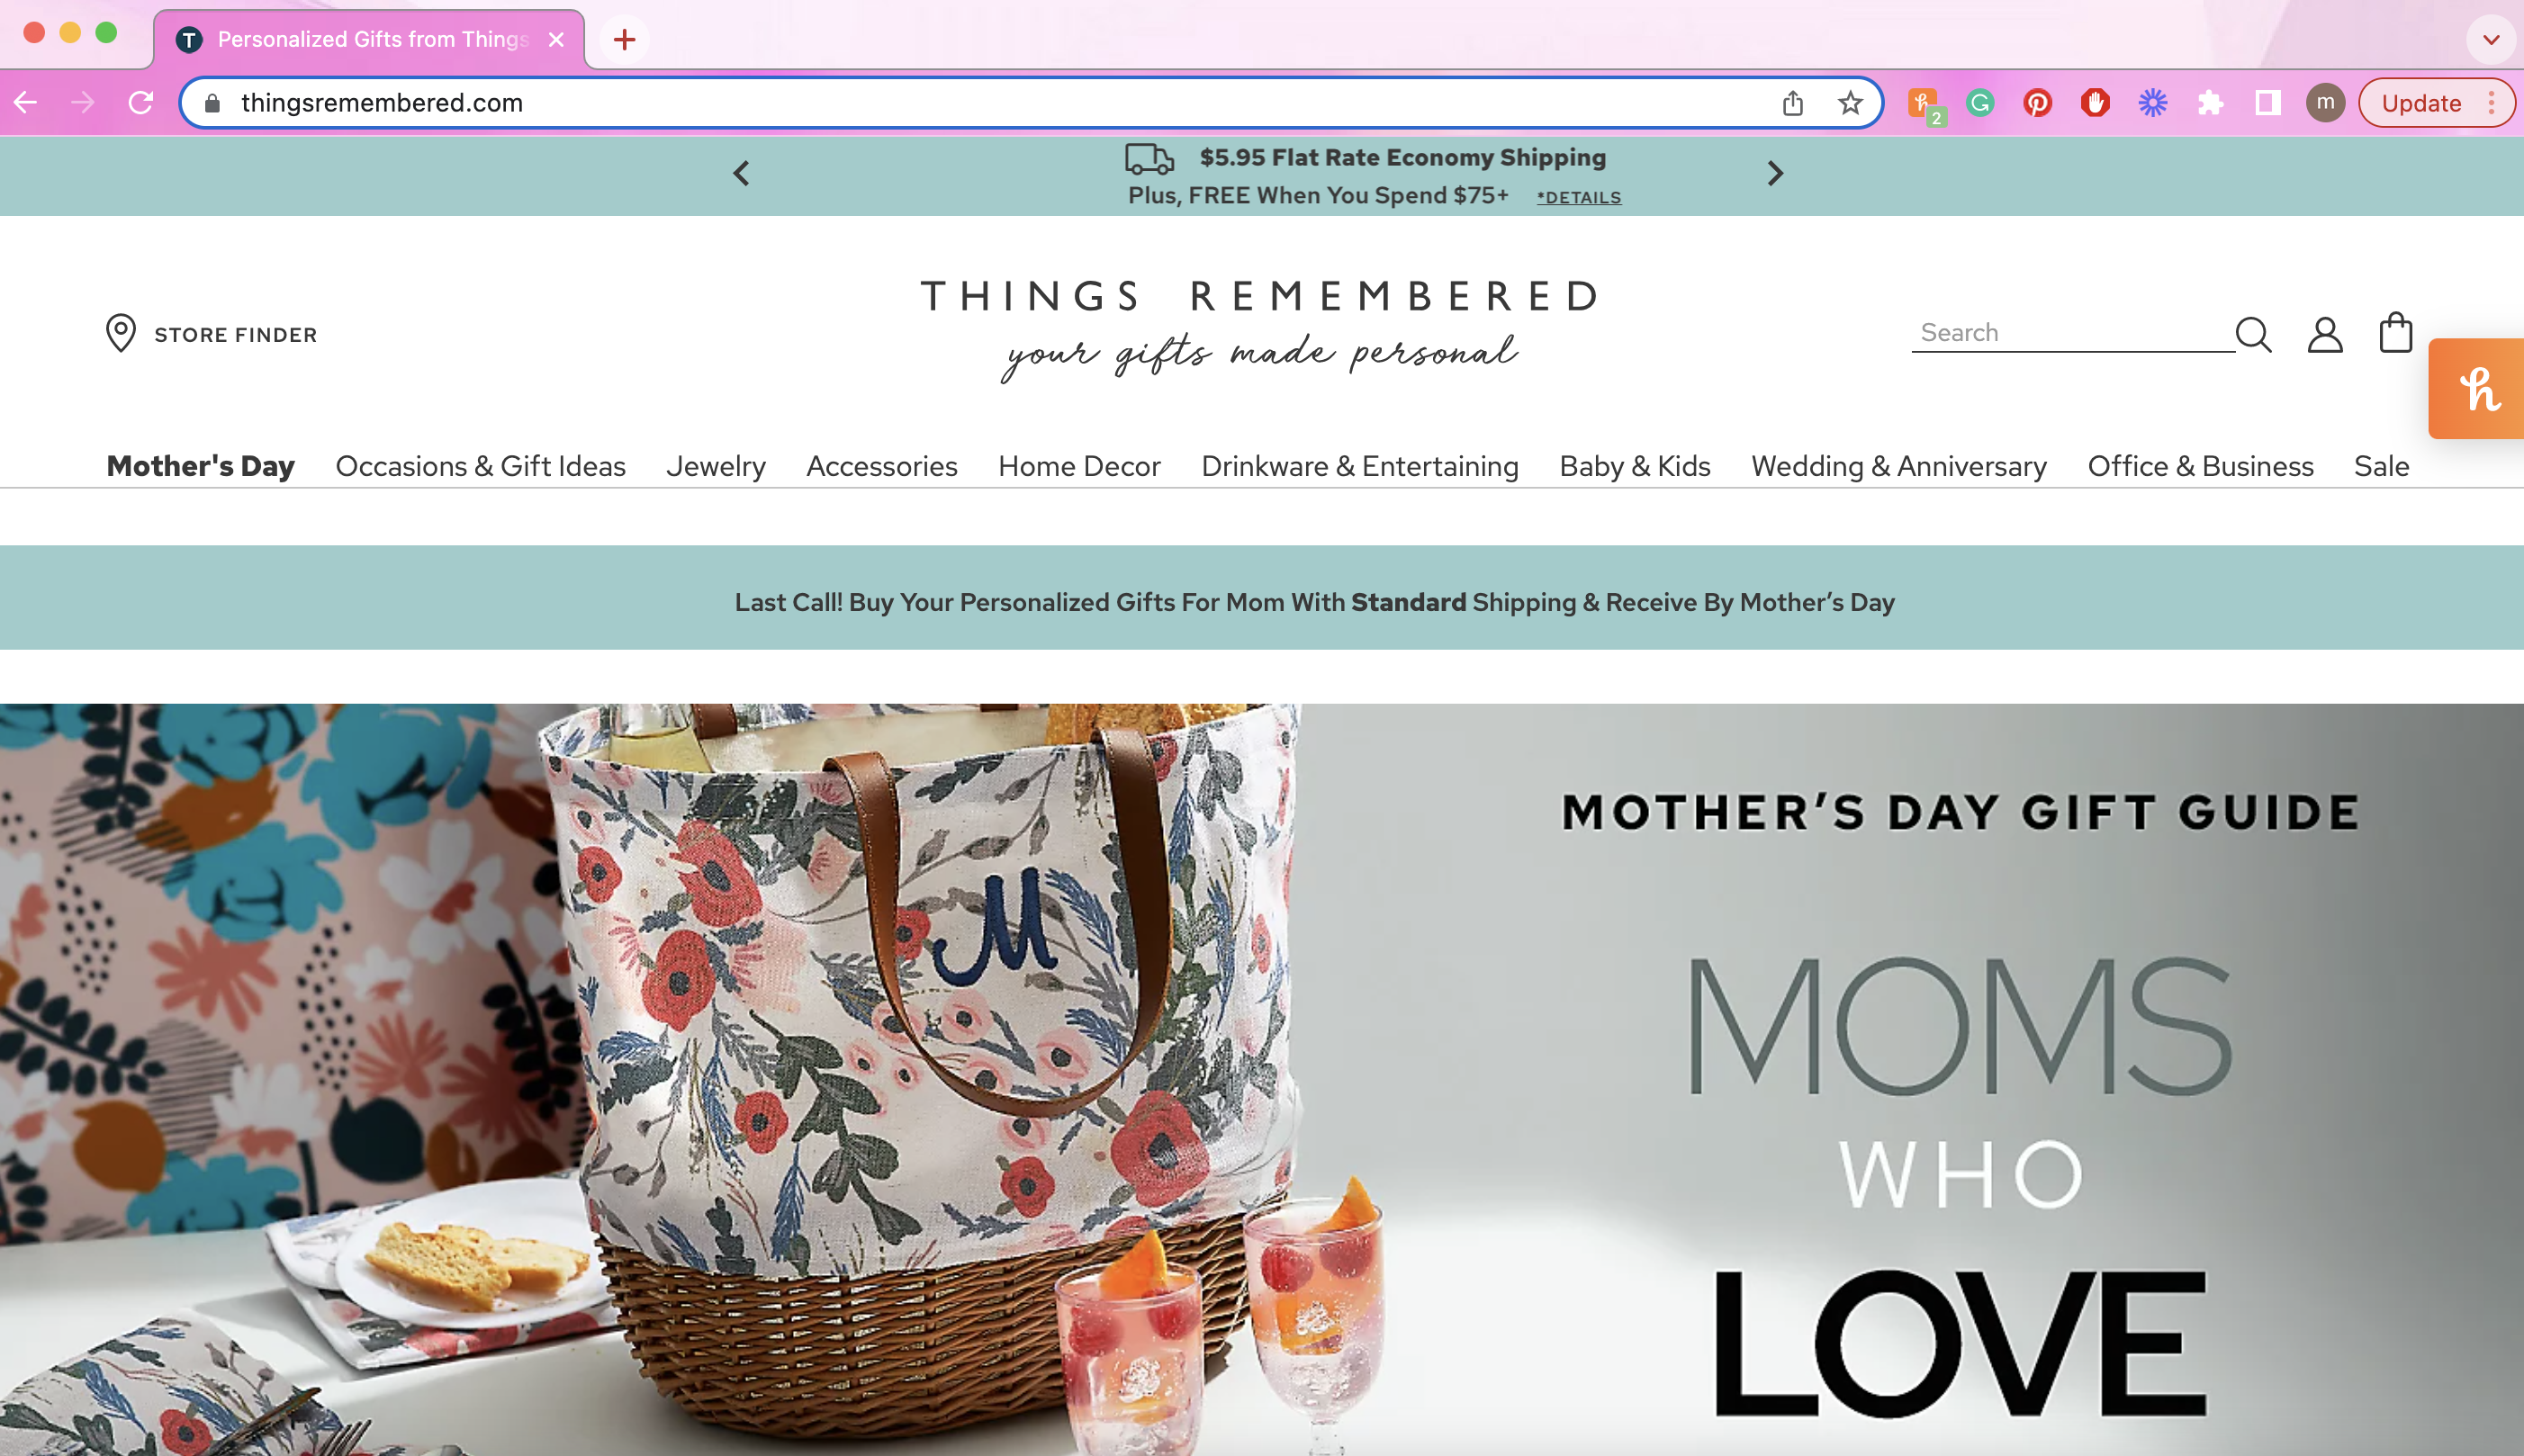 Personalized Gifts from Things
thingsremembered.com
2
m
Update
$5.95 Flat Rate Economy Shipping
Plus, FREE When You Spend $75+ *DETAILS
STORE FINDER
THINGS REMEMBERED
your gifts made personal
Search
h
Mother's Day Occasions & Gift Ideas Jewelry Accessories Home Decor Drinkware & Entertaining Baby & Kids Wedding & Anniversary Office & Business Sale
Last Call! Buy Your Personalized Gifts For Mom With Standard Shipping & Receive By Mother’s Day
MOTHER’S DAY GIFT GUIDE
M
MOMS
WHO
LOVE